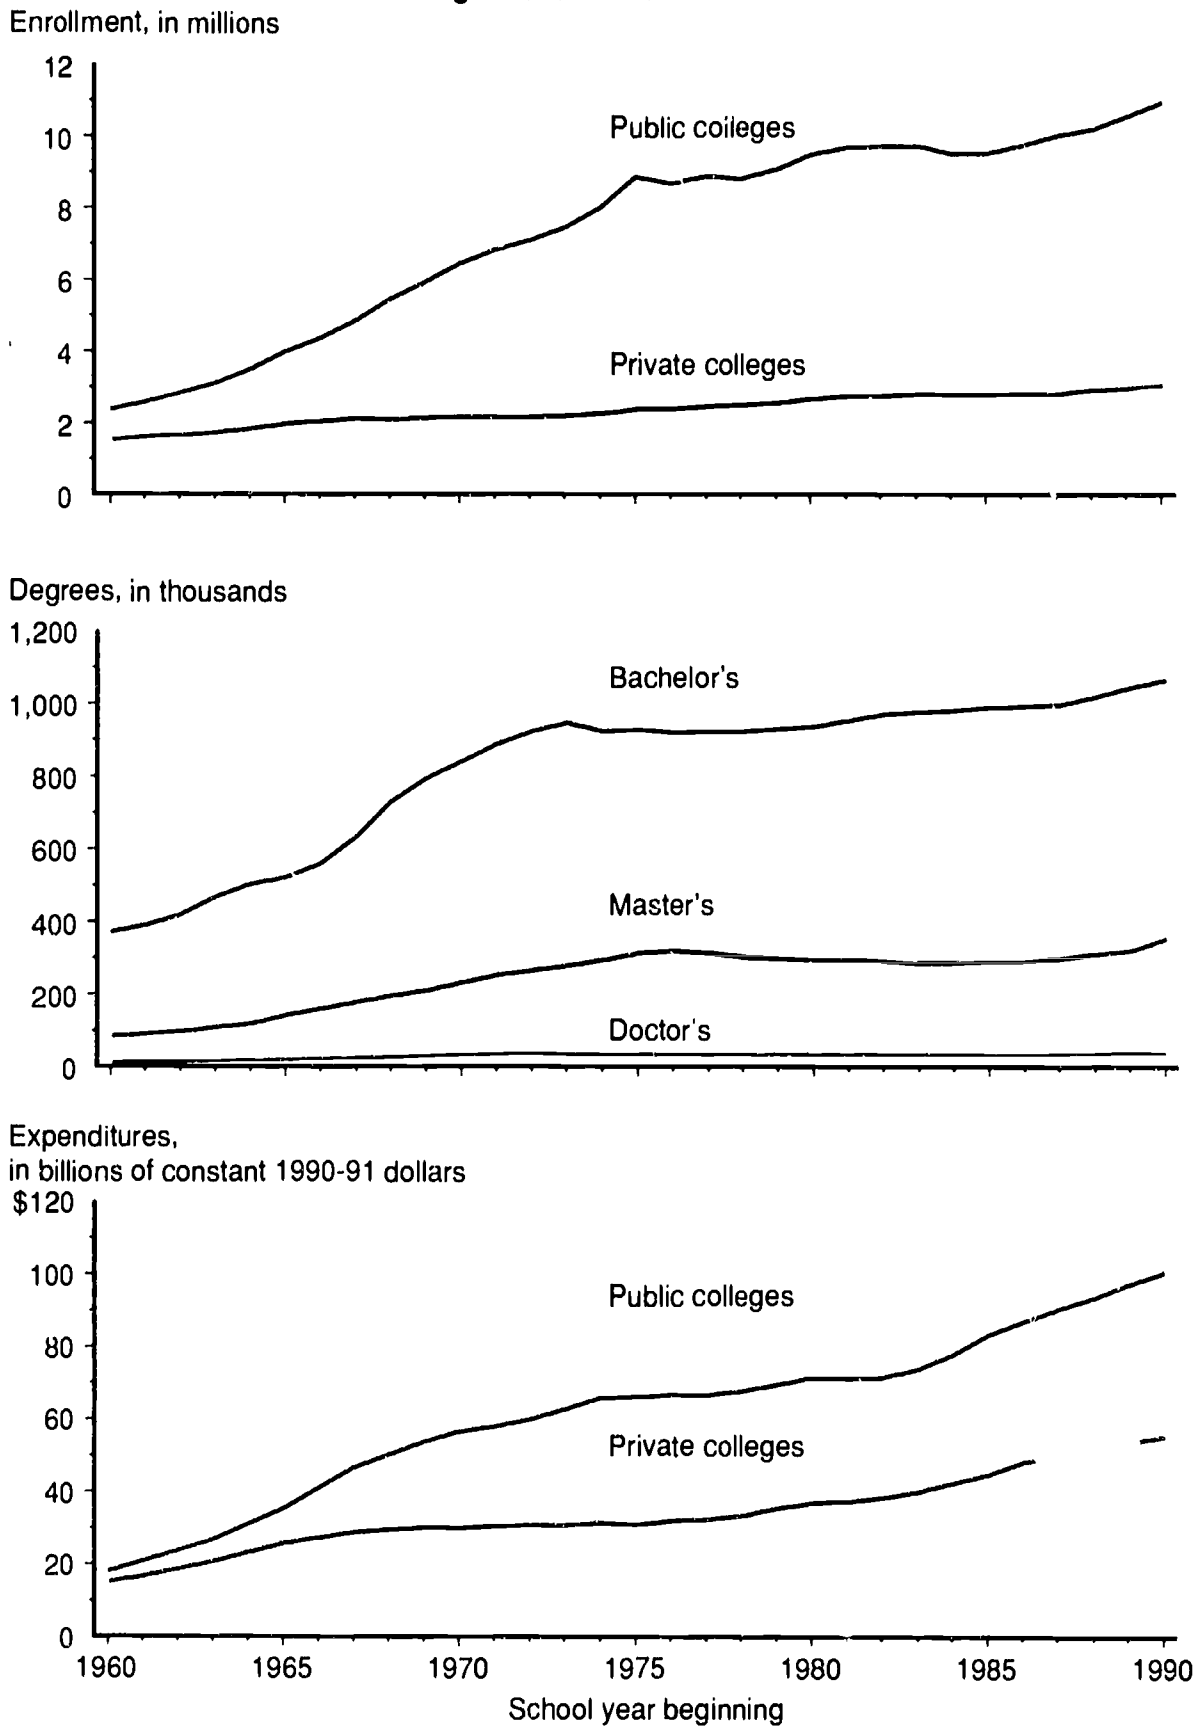 Enrollment, in millions
12
Public coileges
10
8
6
Private colleges
4
2
0
Degrees, in thousands
1,200
Bachelor's
1,000
800
600
Master's
400
200
Doctor's
0
Expenditures,
in billions of constant 1990-91 dollars
$120
100
Public colleges
80
60
Private colleges
40
20
0
1960 1965 1970 1975 1980 1985 1990
School year beginning